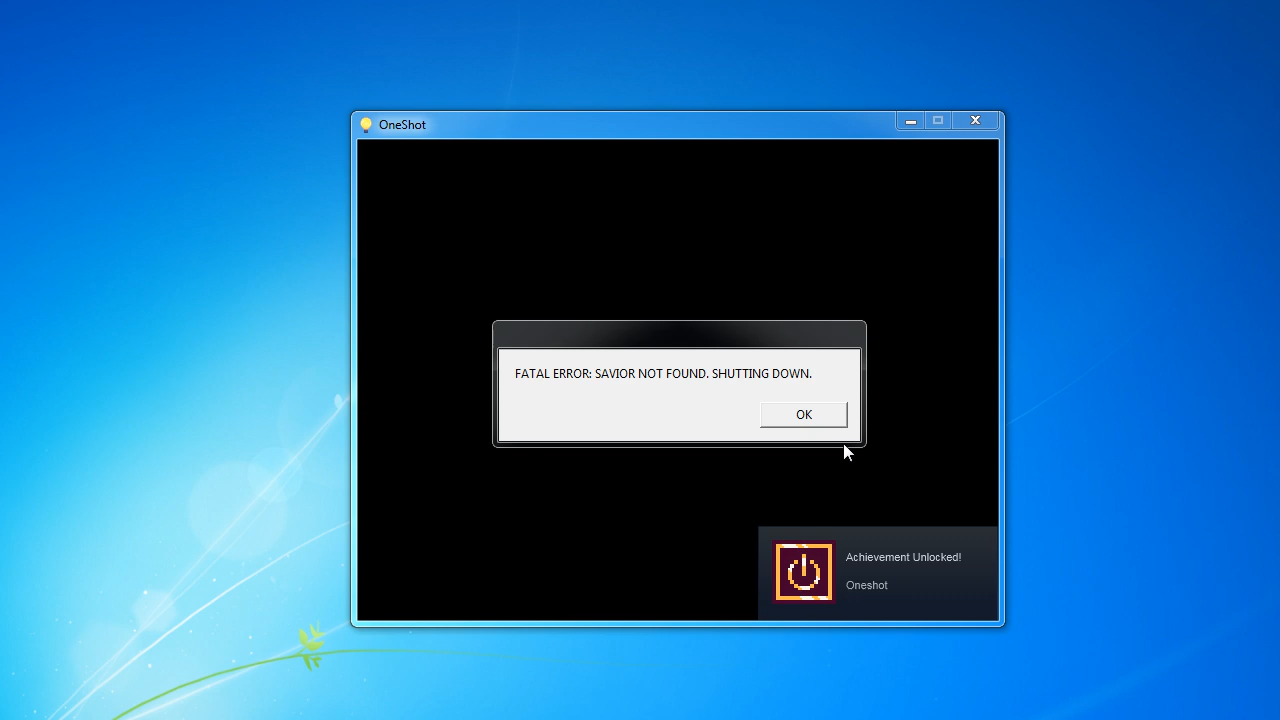 OneShot
FATAL ERROR: SAVIOR NOT FOUND. SHUTTING DOWN.
OK
Achievement Unlocked!
Oneshot